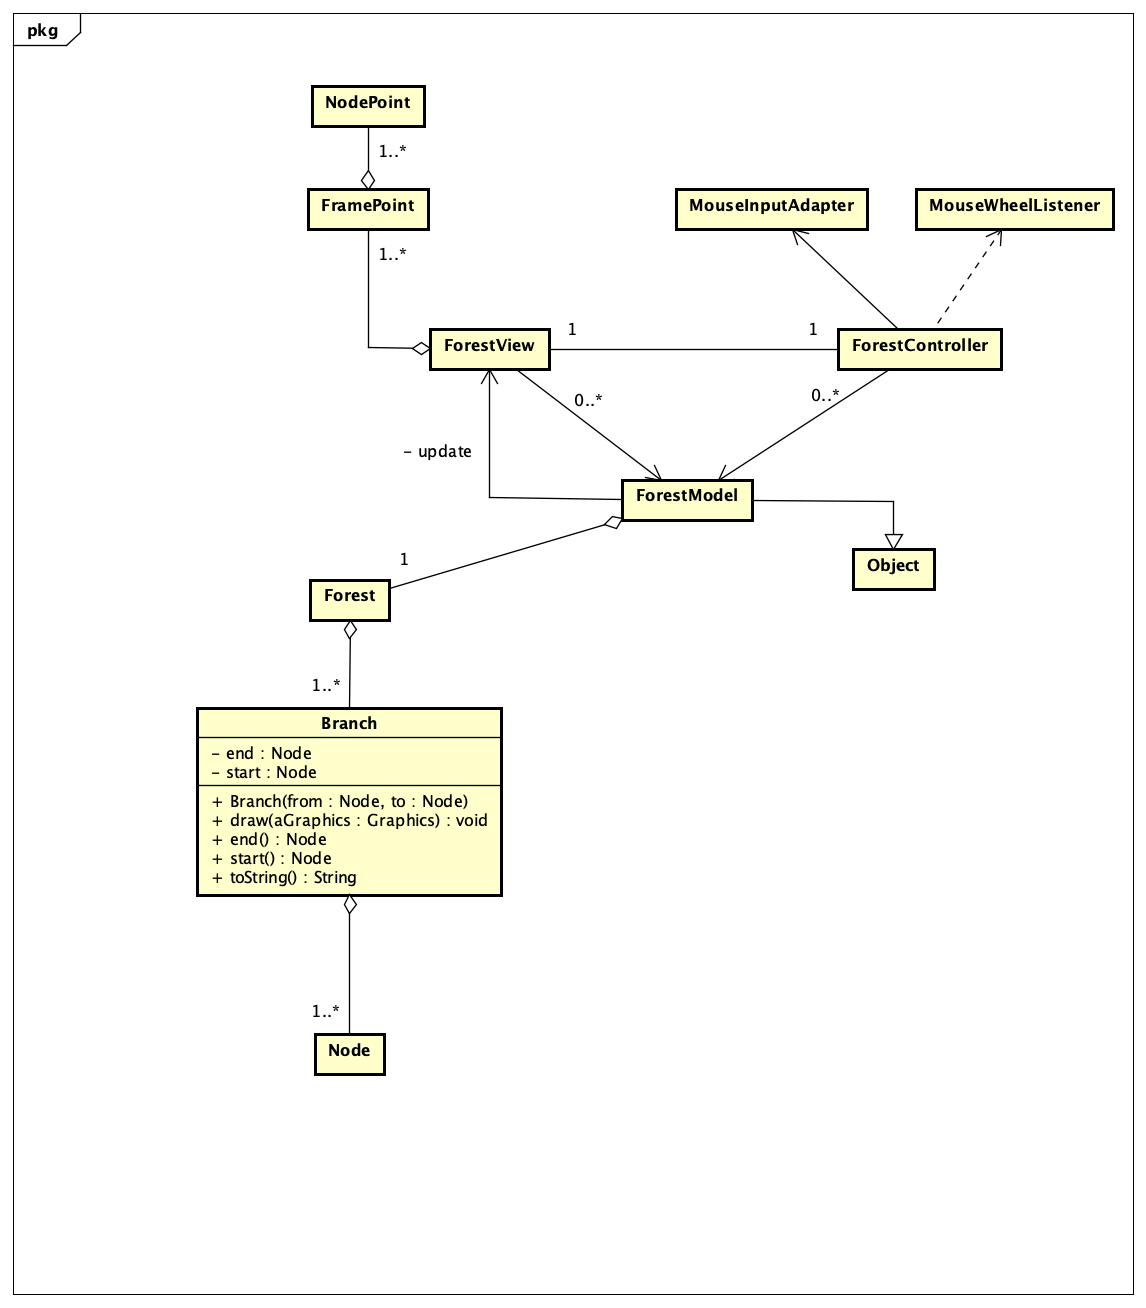 pkg
NodePoint
1..*
FramePoint
MouseInputAdapter
MouseWheelListener
1..*
1
1
ForestView
ForestController
0..*
0..*
- update
ForestModel
1
Object
Forest
1..*
Branch
- end : Node
- start : Node
+ Branch(from : Node, to : Node)
+ draw(aGraphics : Graphics) : void
+ end() : Node
+ start() : Node
+ toString() : String
1..*
Node